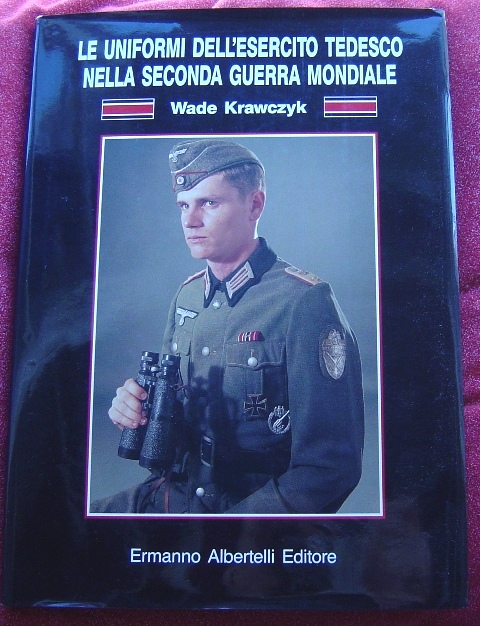 LE UNIFORMI DELL'ESERCITO TEDESCO
NELLA SECONDA GUERRA MONDIALE
Wade Krawczyk
Ermanno Albertelli Editore